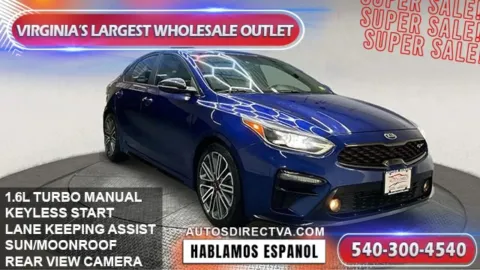 VIRGINIA'S LARGEST WHOLESALE OUTLET
SUPER SALE!
SUPER SALE!
SUPER SALE!
1.6L TURBO MANUAL
KEYLESS START
LANE KEEPING ASSIST
SUN/MOONROOF
REAR VIEW CAMERA
AUTOSDIRECTVA.COM
HABLAMOS ESPANOL
540-300-4540